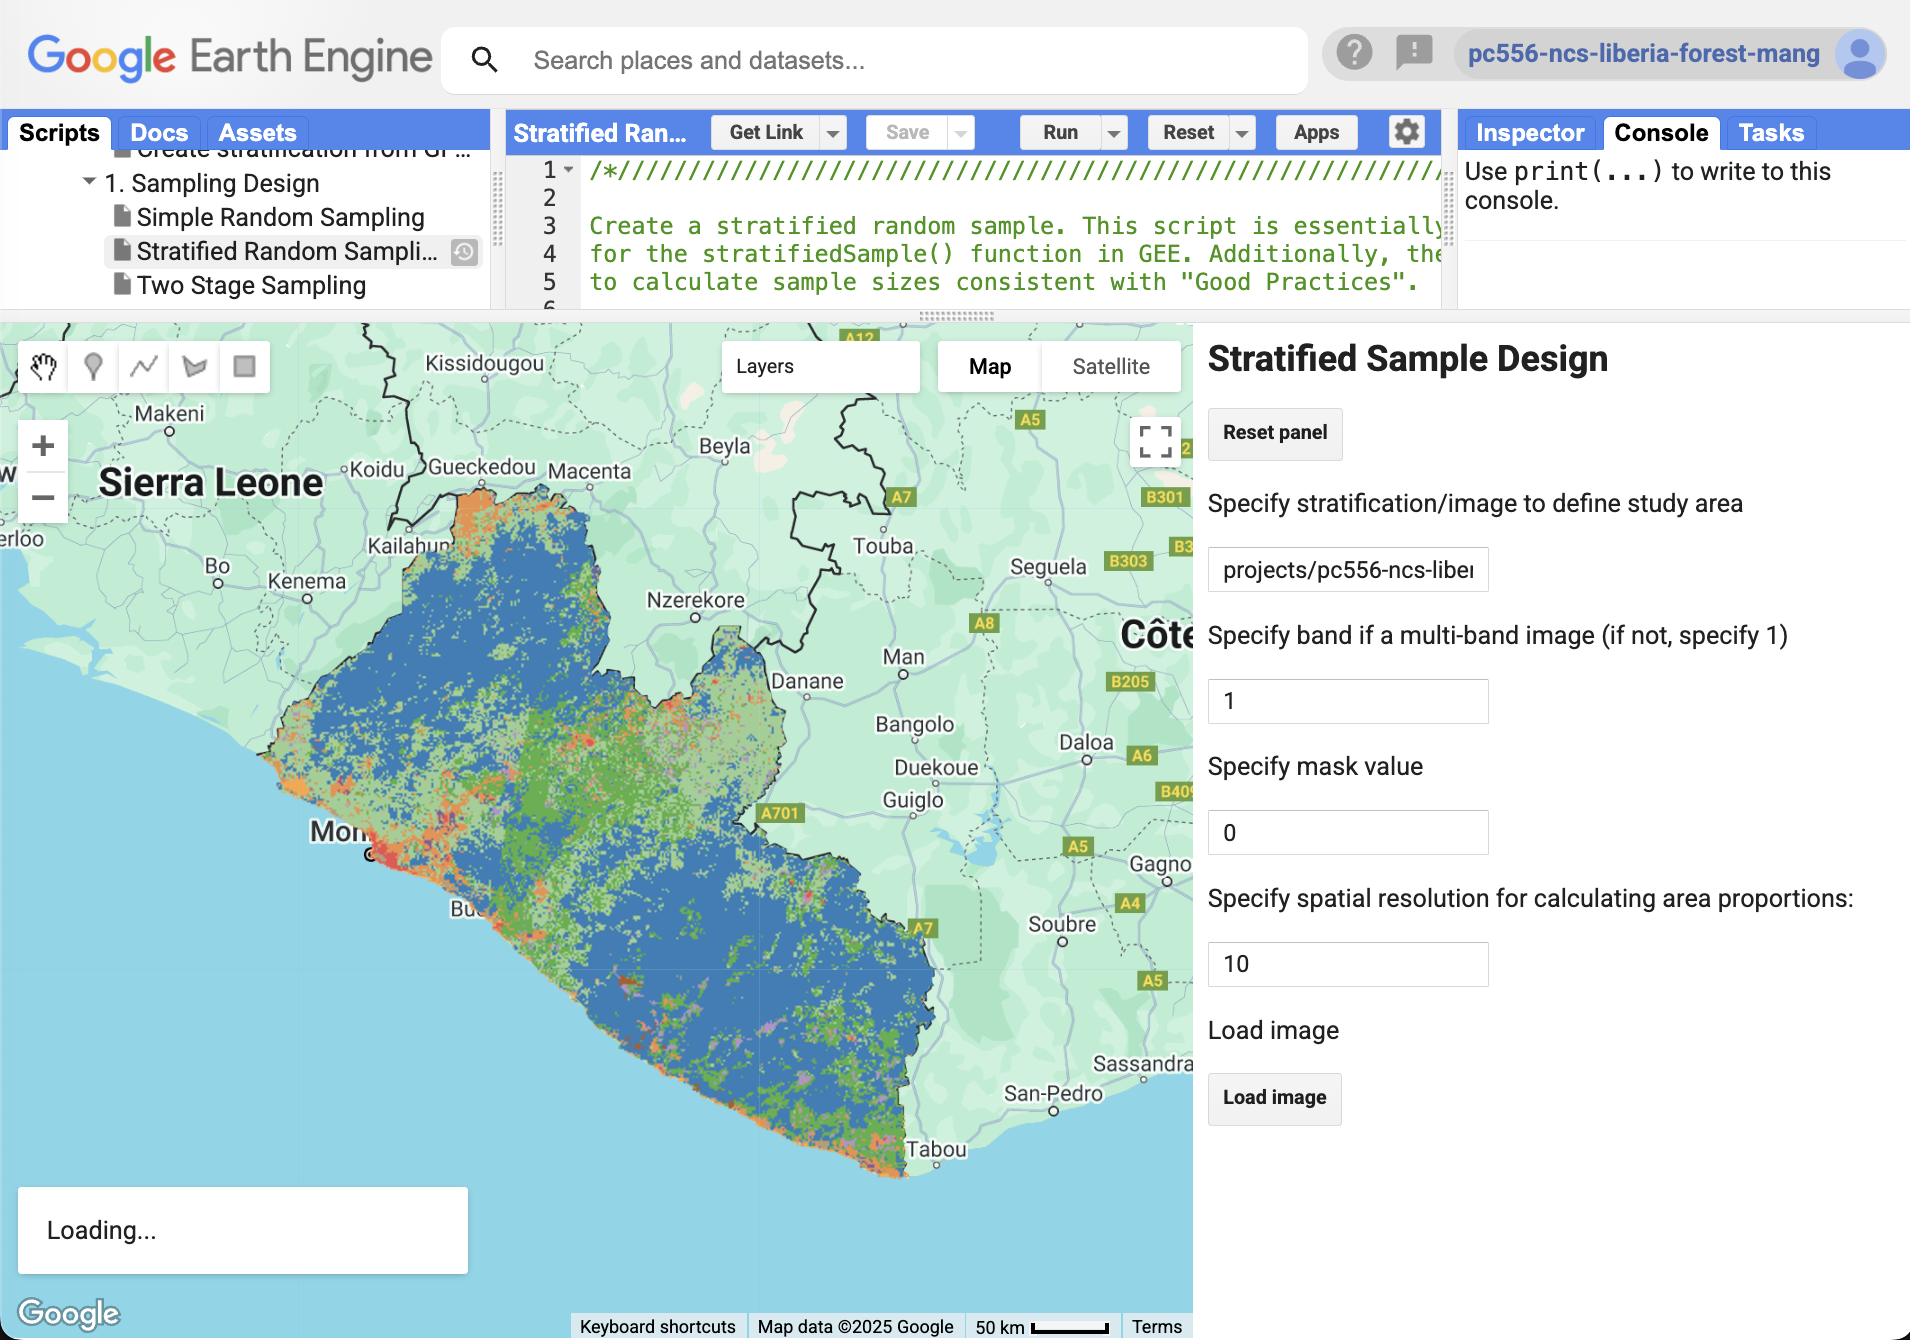 Google Earth Engine
Search places and datasets...
pc556-ncs-liberia-forest-mang
Scripts
Docs
Assets
1. Sampling Design
Simple Random Sampling
Stratified Random Sampli...
Two Stage Sampling
Stratified Ran...
Get Link
Save
Run
Reset
Apps
1 /*//////////////////////////////////////////////////////////
2
3 Create a stratified random sample. This script is essentially
4 for the stratifiedSample() function in GEE. Additionally, the
5 to calculate sample sizes consistent with "Good Practices".
6
Inspector
Console
Tasks
Use print(...) to write to this
console.
Layers
Map
Satellite
Kissidougou
A12
Makeni
Beyla
A5
Sierra Leone
Koidu
Gueckedou
Macenta
A7
B301
Kailahun
Touba
Bo
Kenema
Seguela
B303
B3
Nzerekore
A8
Côte
Man
Danane
B205
Bangolo
Daloa
A6
Duekoue
Guiglo
B409
A701
Mon
A5
Gagno
A4
Soubre
A7
A5
Sassandra
San-Pedro
Tabou
Loading...
Google
Keyboard shortcuts
Map data ©2025 Google
50 km
Terms
Stratified Sample Design
Reset panel
Specify stratification/image to define study area
projects/pc556-ncs-liber
Specify band if a multi-band image (if not, specify 1)
1
Specify mask value
0
Specify spatial resolution for calculating area proportions:
10
Load image
Load image